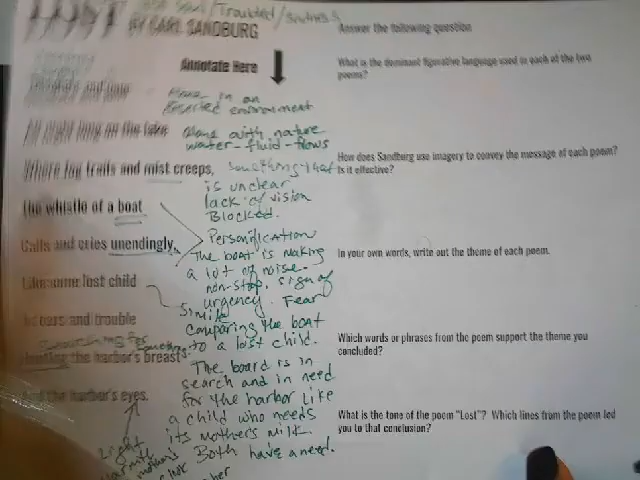 LOST
Soul/Troubled/
BY CARL SANDBURG
Answer the following question
Annotate Here
What is the dominant figurative language used in each of the two
poems?
Desolate and lone
Alone in an
deserted environment
All night long on the lake
alone with nature
water-fluid-flows
Where fog trails and mist creeps,
Something that
is unclear
lack of vision
Blocked.
How does Sandburg use imagery to convey the message of each poem?
Is it effective?
The whistle of a boat
Personification
Calls and cries unendingly,
The boat is making
a lot of noise.
non-stop, sign of
urgency. Fear
In your own words, write out the theme of each poem.
Like some lost child
Simile
comparing the boat
to a lost child.
In tears and trouble
Searching for
Hunting the harbor's breast
Which words or phrases from the poem support the theme you
concluded?
The board is in
search and in need
for the harbor like
a child who needs
its mother's milk.
Both have a need.
And the harbor's eyes.
Light
What is the tone of the poem "Lost"? Which lines from the poem led
you to that conclusion?